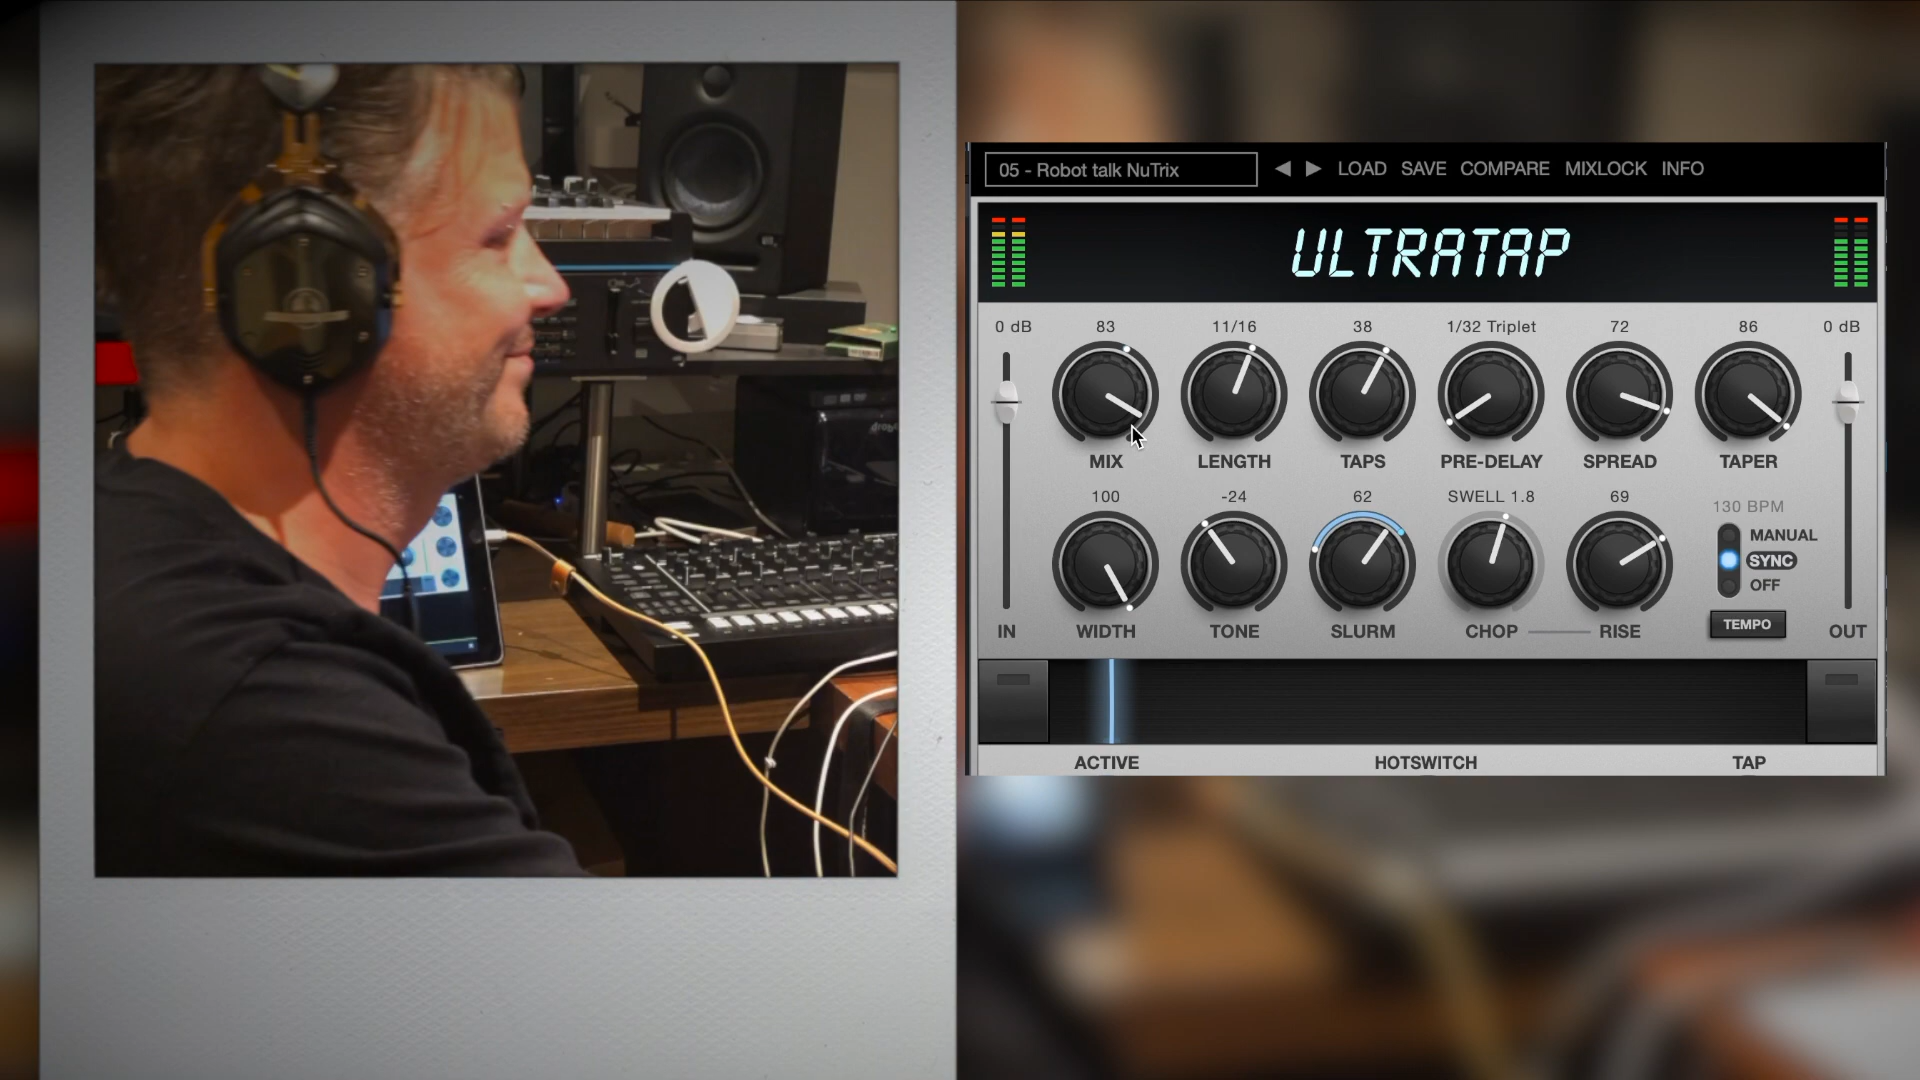 05 - Robot talk NuTrix
LOAD SAVE COMPARE MIXLOCK INFO
ULTRATAP
0 dB 83 11/16 38 1/32 Triplet 72 86 0 dB
MIX LENGTH TAPS PRE-DELAY SPREAD TAPER
100 -24 62 SWELL 1.8 69 130 BPM
MANUAL
SYNC
OFF
TEMPO
IN WIDTH TONE SLURM CHOP RISE OUT
ACTIVE HOTSWITCH TAP